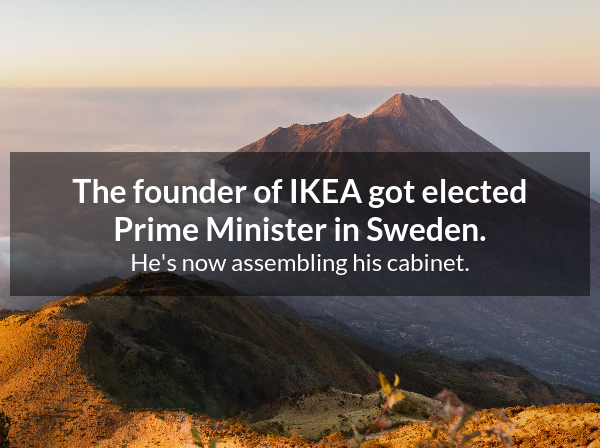 The founder of IKEA got elected
Prime Minister in Sweden.
He's now assembling his cabinet.